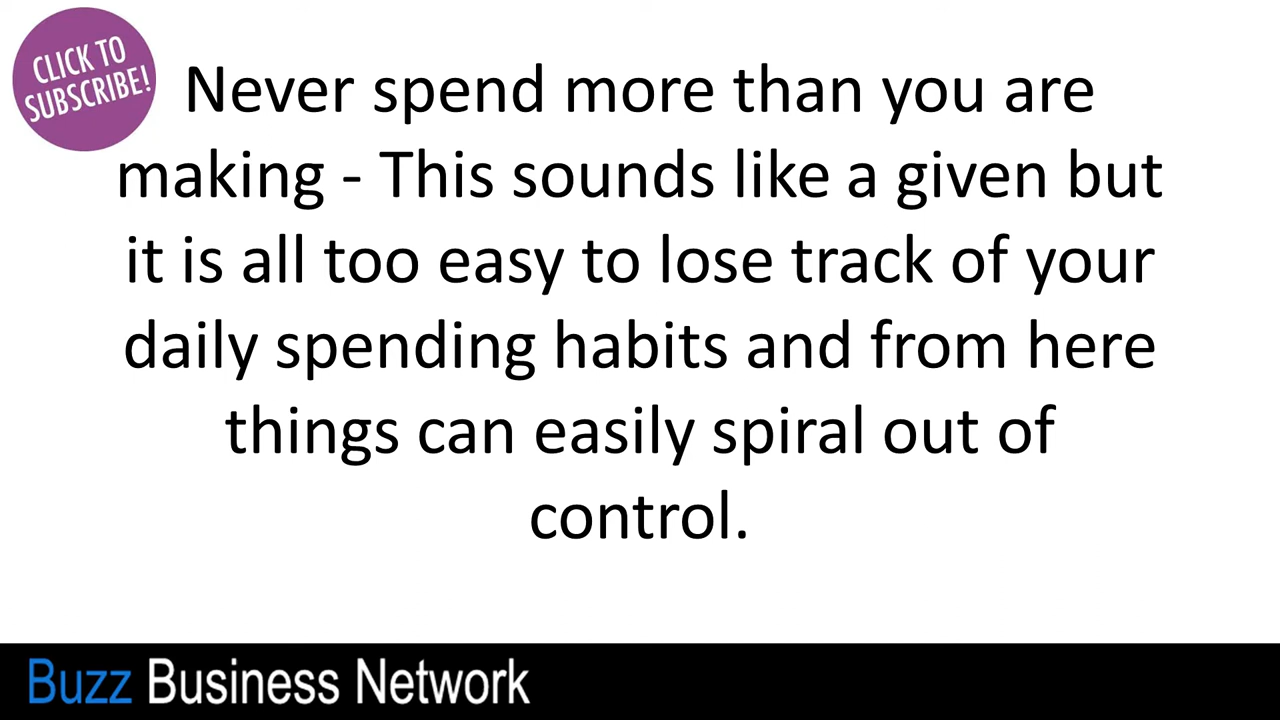 CLICK TO
SUBSCRIBE!
Never spend more than you are
making - This sounds like a given but
it is all too easy to lose track of your
daily spending habits and from here
things can easily spiral out of
control.
Buzz Business Network